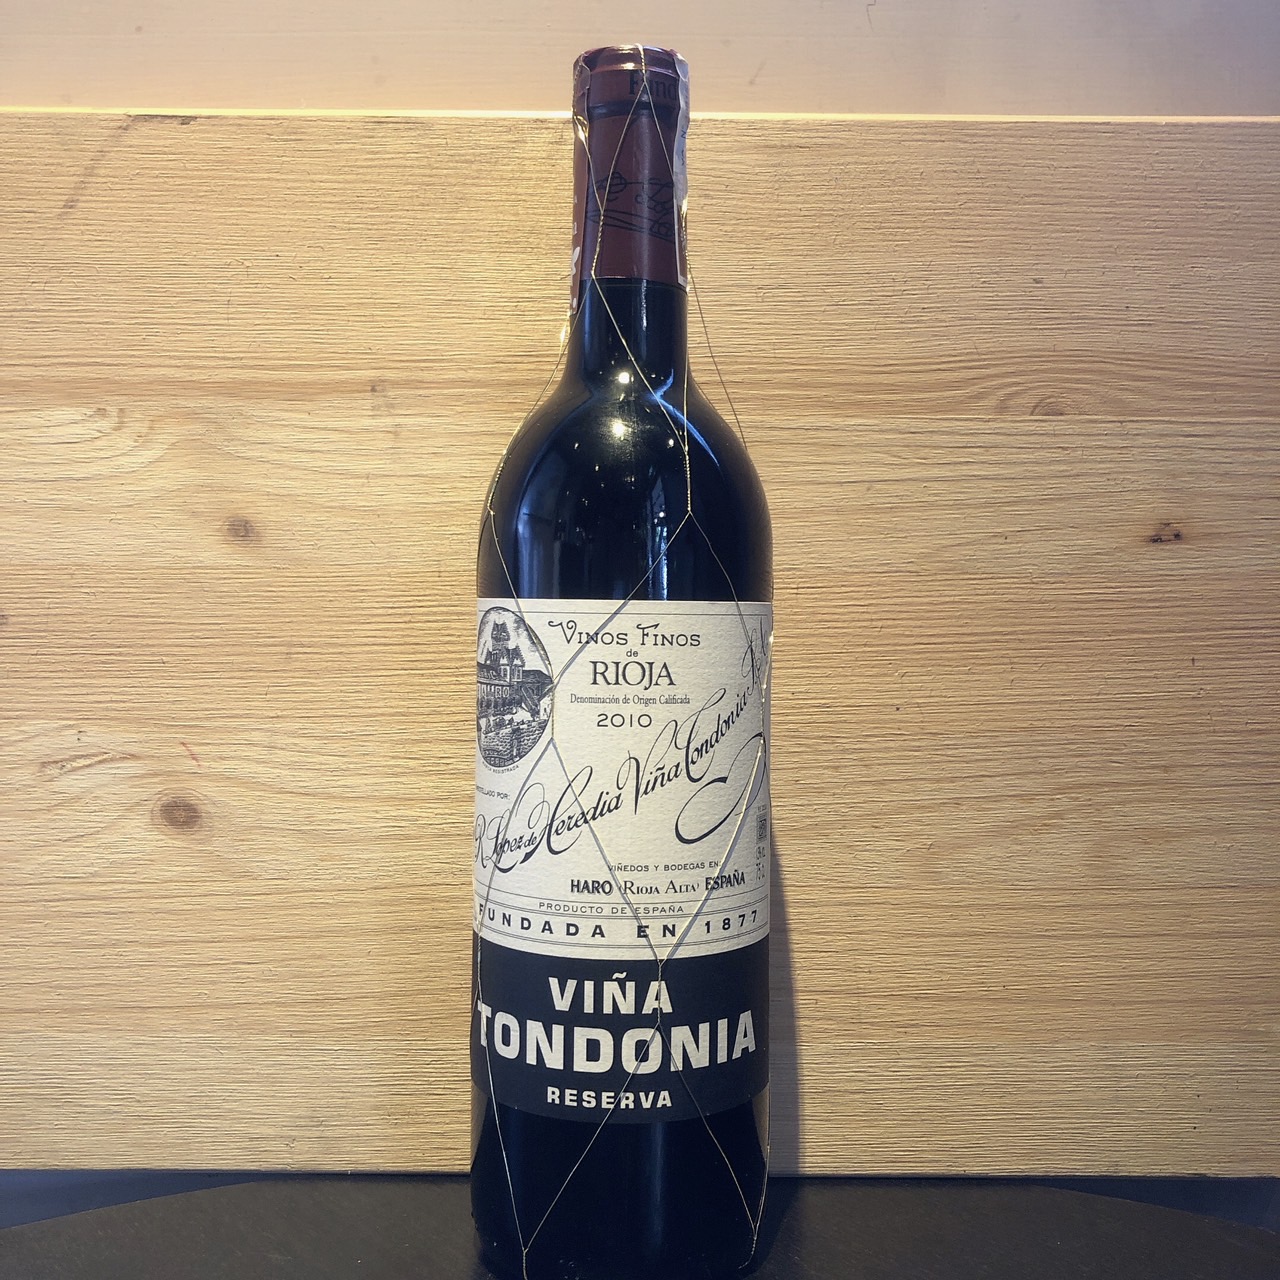 Fund
VINOS FINOS
de
RIOJA
Denominación de Origen Calificada
2010
R. López de Heredia Viña Tondonia
VIÑEDOS Y BODEGAS EN
HARO (RIOJA ALTA) ESPAÑA
PRODUCTO DE ESPAÑA
FUNDADA EN 1877
VIÑA
TONDONIA
RESERVA